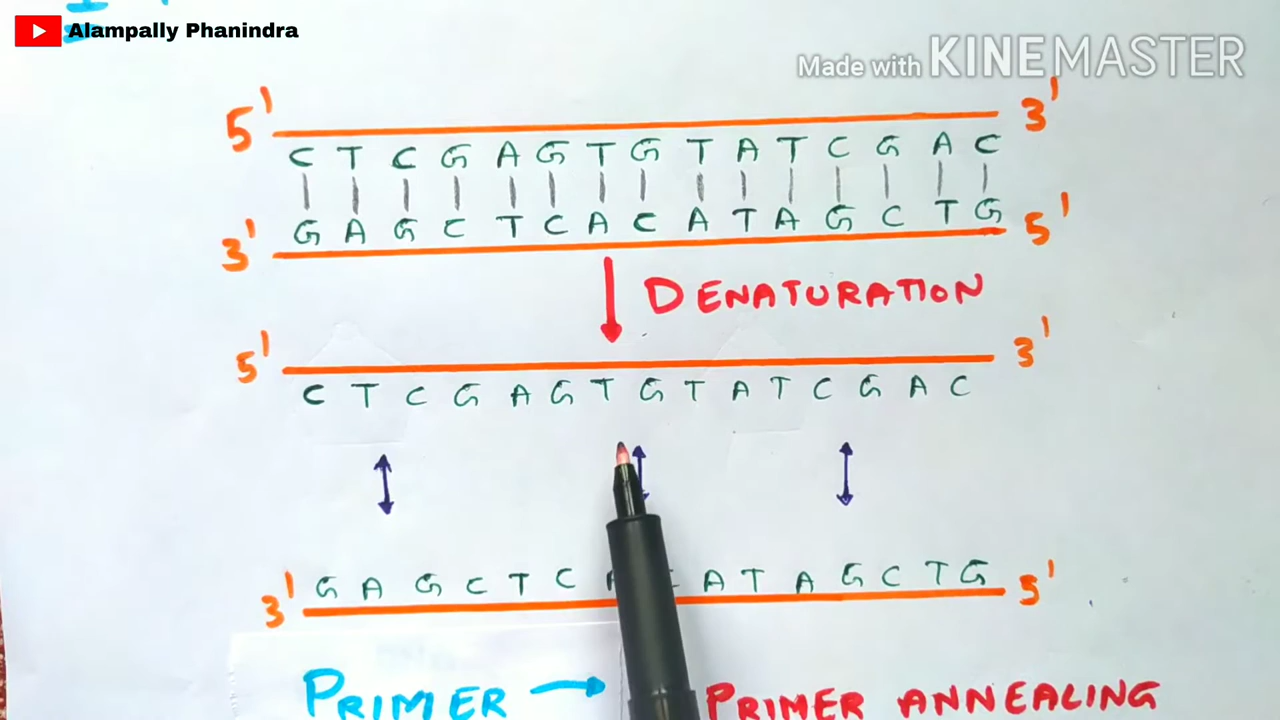 Alampally Phanindra
Made with KINEMASTER
5' 3'
C T C G A G T G T A T C G A C
G A G C T C A C A T A G C T G
3' 5'
DENATURATION
5' 3'
C T C G A G T G T A T C G A C
3' G A G C T C A T A G C T G 5'
PRIMER → PRIMER ANNEALING